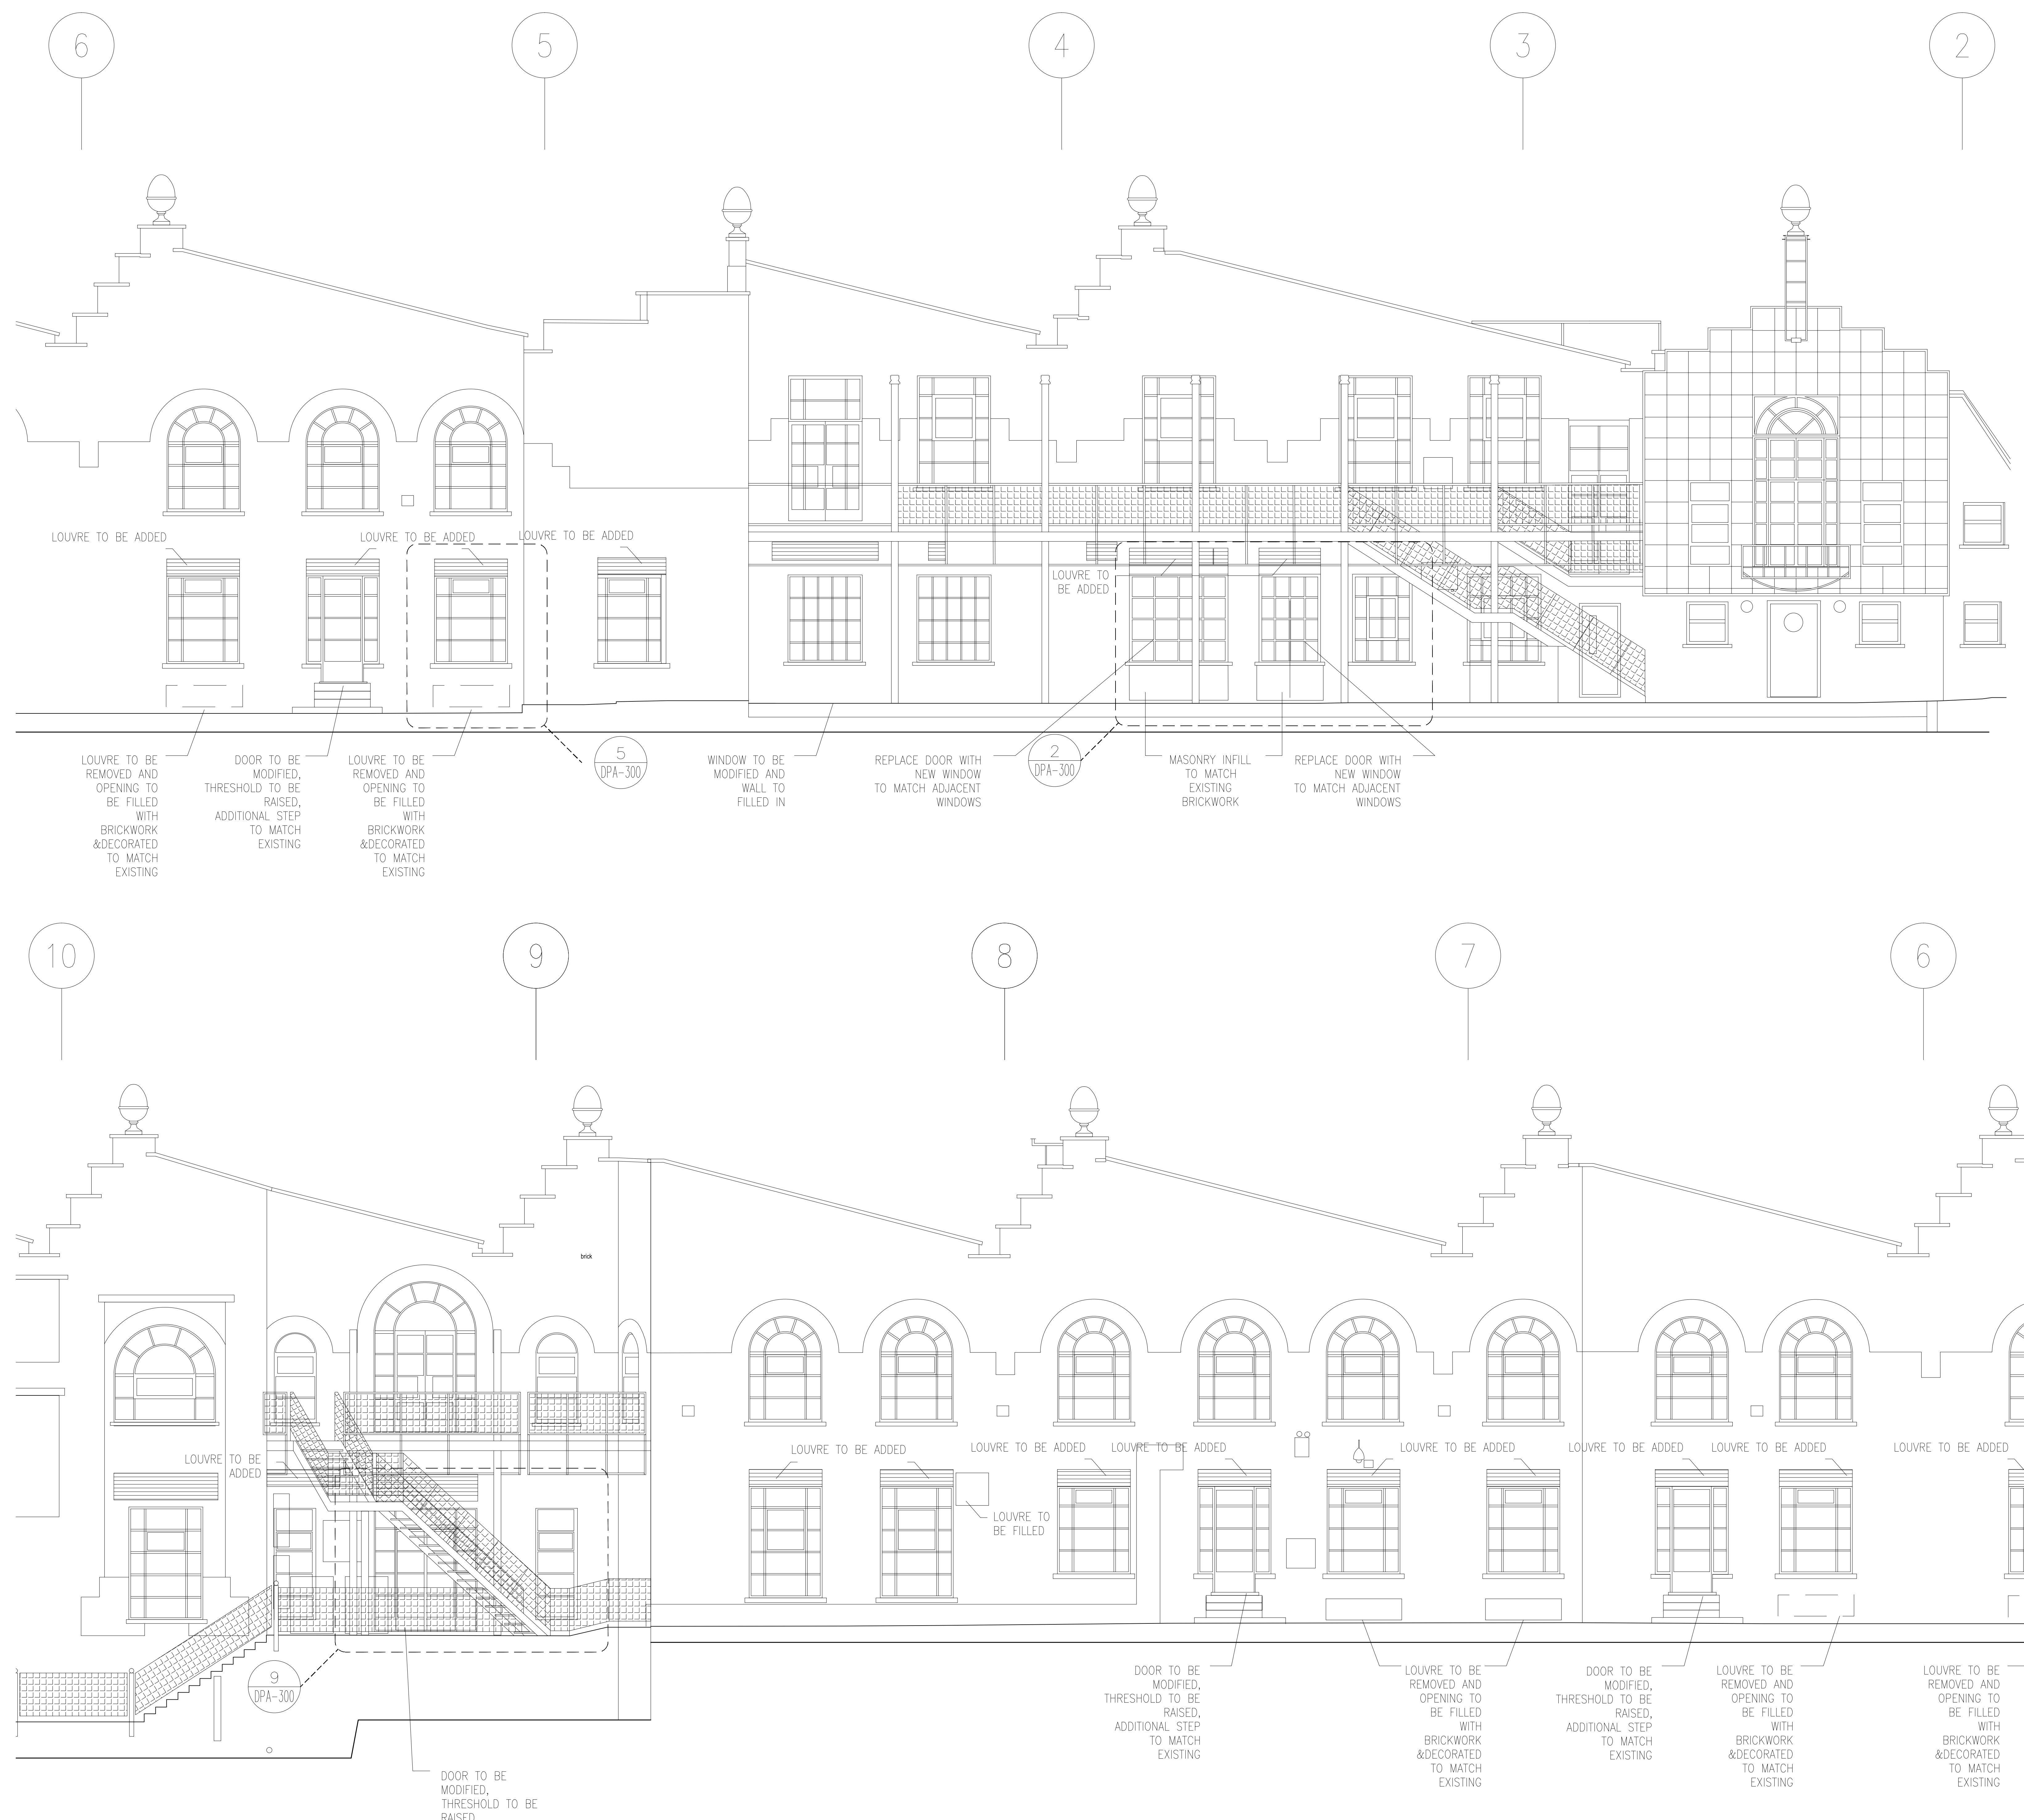 6
5
4
3
2
LOUVRE TO BE ADDED
LOUVRE TO BE ADDED
LOUVRE TO BE ADDED
LOUVRE TO
BE ADDED
LOUVRE TO BE
REMOVED AND
OPENING TO
BE FILLED
WITH
BRICKWORK
&DECORATED
TO MATCH
EXISTING
DOOR TO BE
MODIFIED,
THRESHOLD TO BE
RAISED,
ADDITIONAL STEP
TO MATCH
EXISTING
LOUVRE TO BE
REMOVED AND
OPENING TO
BE FILLED
WITH
BRICKWORK
&DECORATED
TO MATCH
EXISTING
5
DPA-300
WINDOW TO BE
MODIFIED AND
WALL TO
FILLED IN
REPLACE DOOR WITH
NEW WINDOW
TO MATCH ADJACENT
WINDOWS
2
DPA-300
MASONRY INFILL
TO MATCH
EXISTING
BRICKWORK
REPLACE DOOR WITH
NEW WINDOW
TO MATCH ADJACENT
WINDOWS
10
9
8
7
6
brick
LOUVRE TO BE
ADDED
LOUVRE TO BE ADDED
LOUVRE TO BE ADDED
LOUVRE TO BE ADDED
LOUVRE TO BE ADDED
LOUVRE TO BE ADDED
LOUVRE TO BE ADDED
LOUVRE TO BE ADDED
LOUVRE TO
BE FILLED
9
DPA-300
DOOR TO BE
MODIFIED,
THRESHOLD TO BE
RAISED,
ADDITIONAL STEP
TO MATCH
EXISTING
LOUVRE TO BE
REMOVED AND
OPENING TO
BE FILLED
WITH
BRICKWORK
&DECORATED
TO MATCH
EXISTING
DOOR TO BE
MODIFIED,
THRESHOLD TO BE
RAISED,
ADDITIONAL STEP
TO MATCH
EXISTING
LOUVRE TO BE
REMOVED AND
OPENING TO
BE FILLED
WITH
BRICKWORK
&DECORATED
TO MATCH
EXISTING
LOUVRE TO BE
REMOVED AND
OPENING TO
BE FILLED
WITH
BRICKWORK
&DECORATED
TO MATCH
EXISTING
DOOR TO BE
MODIFIED,
THRESHOLD TO BE
RAISED